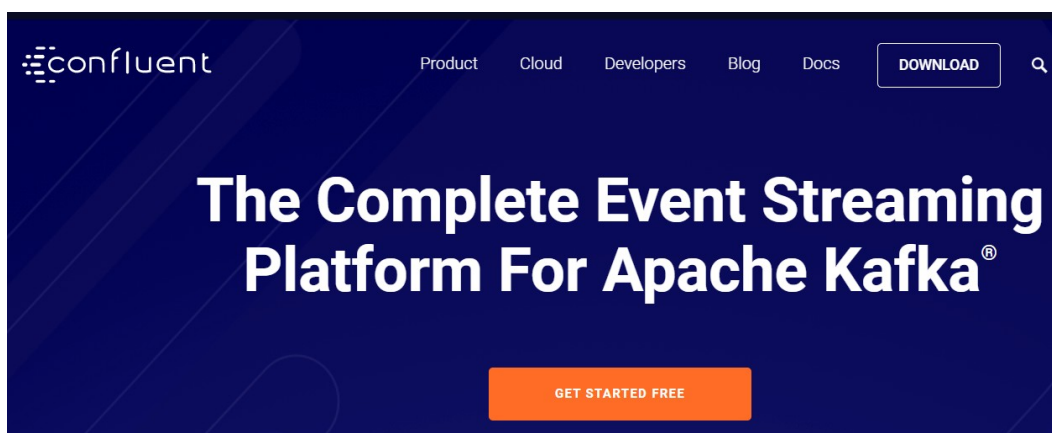 confluent
Product Cloud Developers Blog Docs DOWNLOAD
The Complete Event Streaming
Platform For Apache Kafka®
GET STARTED FREE